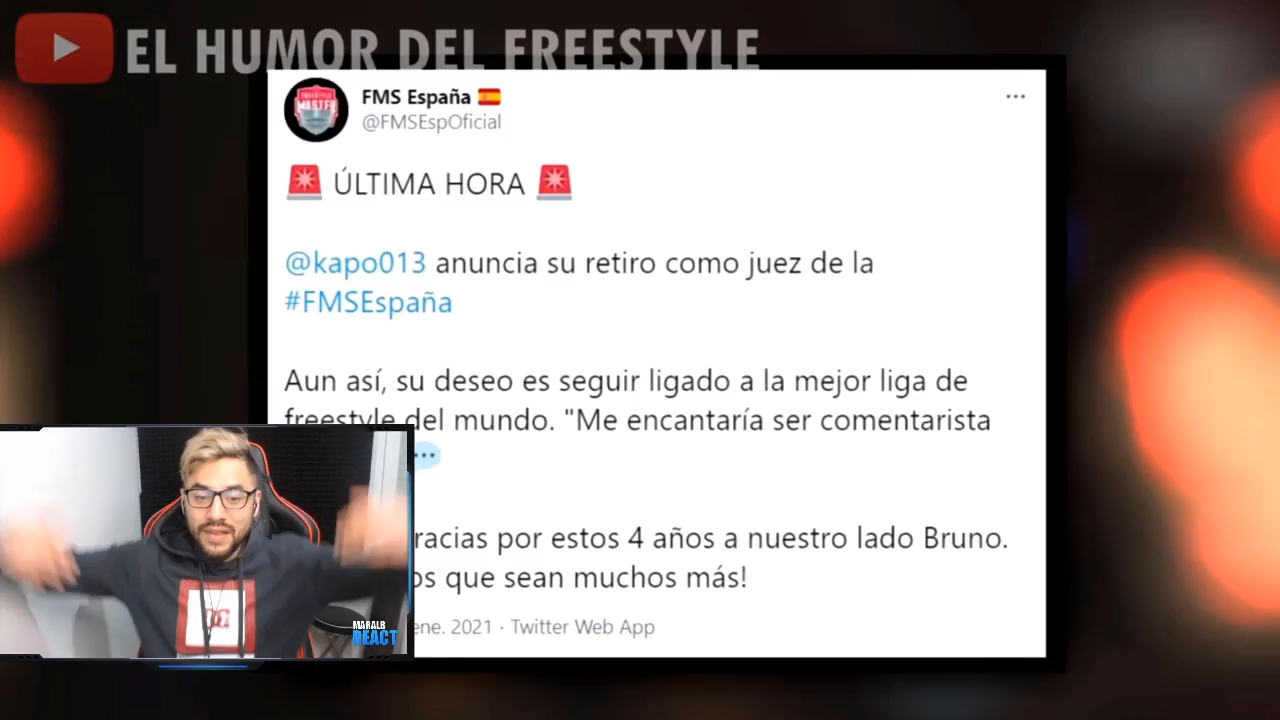 EL HUMOR DEL FREESTYLE
FMS España
@FMSEspOficial
ÚLTIMA HORA
@kapo013 anuncia su retiro como juez de la
#FMSEspaña
Aun así, su deseo es seguir ligado a la mejor liga de
freestyle del mundo. "Me encantaría ser comentarista
racias por estos 4 años a nuestro lado Bruno.
os que sean muchos más!
ene. 2021 · Twitter Web App
MARALB
REACT